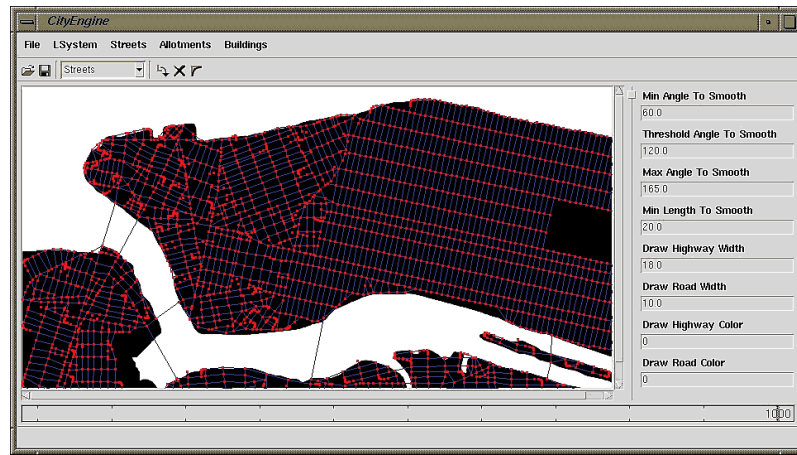 CityEngine
File LSystem Streets Allotments Buildings
Streets
Min Angle To Smooth
60.0
Threshold Angle To Smooth
120.0
Max Angle To Smooth
165.0
Min Length To Smooth
20.0
Draw Highway Width
18.0
Draw Road Width
10.0
Draw Highway Color
0
Draw Road Color
0
1000